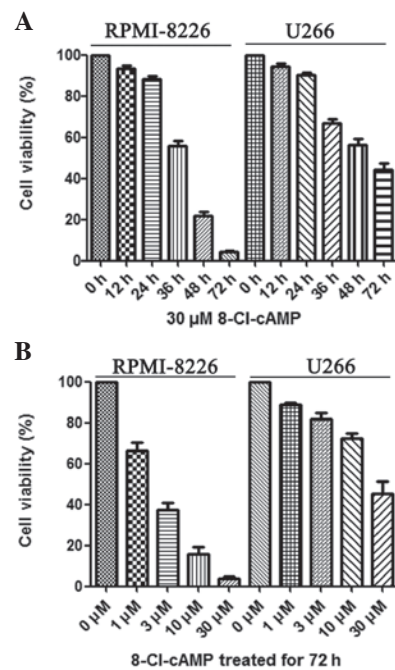 A
RPMI-8226 U266
Cell viability (%)
100
80
60
40
20
0
0 h 12 h 24 h 36 h 48 h 72 h 0 h 12 h 24 h 36 h 48 h 72 h
30 µM 8-Cl-cAMP
B
RPMI-8226 U266
Cell viability (%)
100
80
60
40
20
0
0 µM 1 µM 3 µM 10 µM 30 µM 0 µM 1 µM 3 µM 10 µM 30 µM
8-Cl-cAMP treated for 72 h